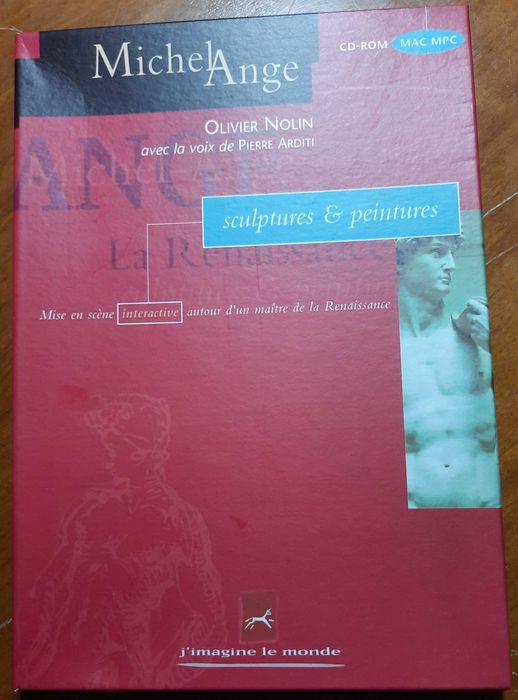 MichelAnge
CD-ROM MAC MPC
OLIVIER NOLIN
avec la voix de PIERRE ARDITI
ANGE
Michel
sculptures & peintures
La Renaissance
Mise en scène interactive autour d'un maître de la Renaissance
j'imagine le monde